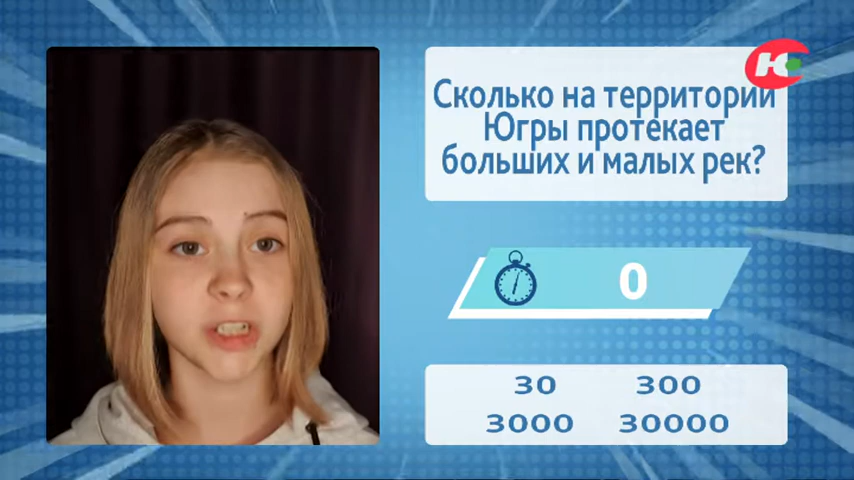 Сколько на территории
Югры протекает
больших и малых рек?
Ю
0
30 300
3000 30000